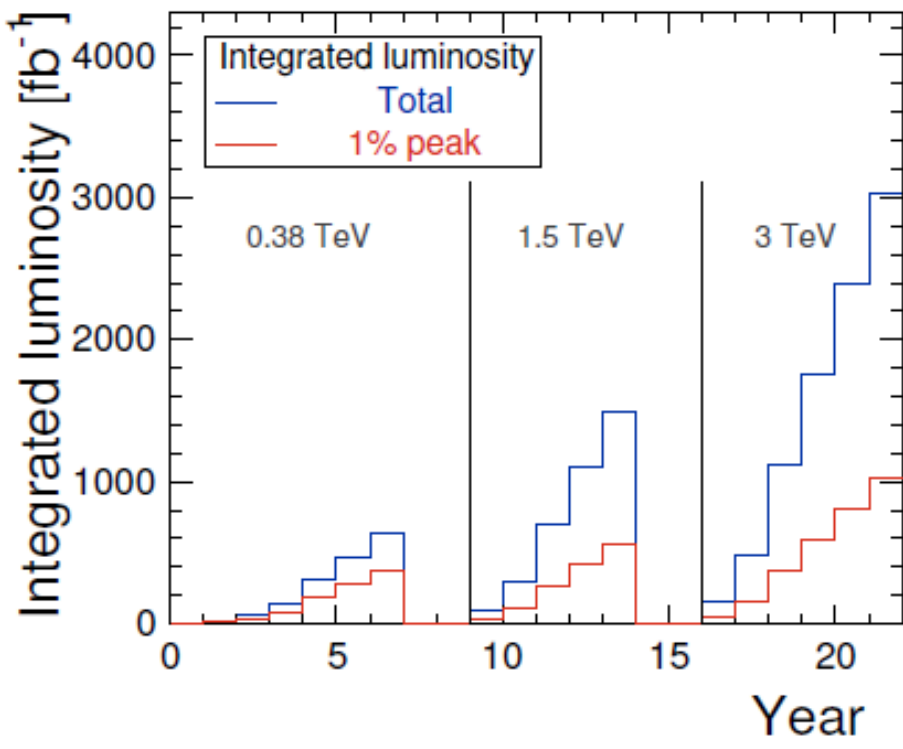 Integrated luminosity [fb⁻¹]
4000
3000
2000
1000
0
Integrated luminosity
Total
1% peak
0.38 TeV
1.5 TeV
3 TeV
0 5 10 15 20
Year